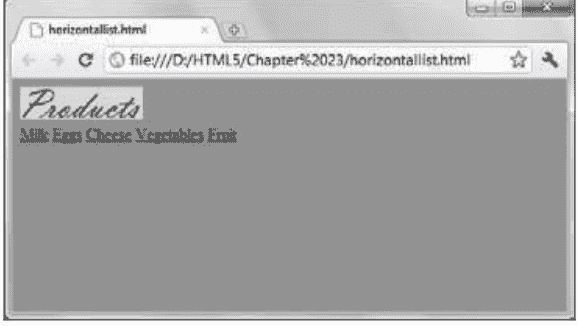 horizontallist.html
file:///D:/HTML5/Chapter%2023/horizontallist.html
Products
Milk Eggs Cheese Vegetables Fruit